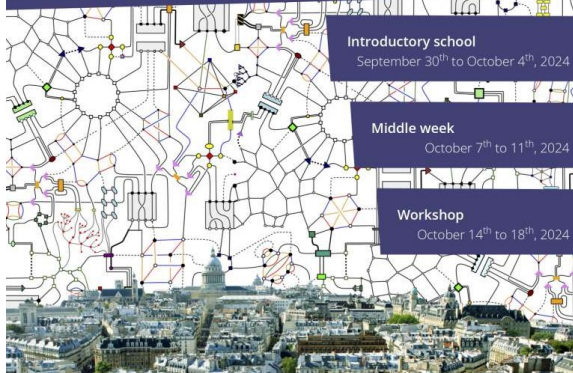 Introductory school
September 30th to October 4th, 2024
Middle week
October 7th to 11th, 2024
Workshop
October 14th to 18th, 2024